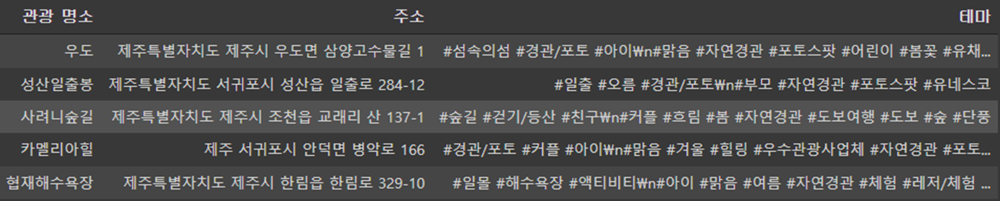 관광 명소 주소 테마
우도 제주특별자치도 제주시 우도면 삼양고수물길 1 #섬속의섬 #경관/포토 #아이₩n#맑음 #자연경관 #포토스팟 #어린이 #봄꽃 #유채...
성산일출봉 제주특별자치도 서귀포시 성산읍 일출로 284-12 #일출 #오름 #경관/포토₩n#부모 #자연경관 #포토스팟 #유네스코
사려니숲길 제주특별자치도 제주시 조천읍 교래리 산 137-1 #숲길 #걷기/등산 #친구₩n#커플 #흐림 #봄 #자연경관 #도보여행 #도보 #숲 #단풍
카멜리아힐 제주 서귀포시 안덕면 병악로 166 #경관/포토 #커플 #아이₩n#맑음 #겨울 #힐링 #우수관광사업체 #자연경관 #포토...
협재해수욕장 제주특별자치도 제주시 한림읍 한림로 329-10 #일몰 #해수욕장 #액티비티₩n#아이 #맑음 #여름 #자연경관 #체험 #레저/체험 ...